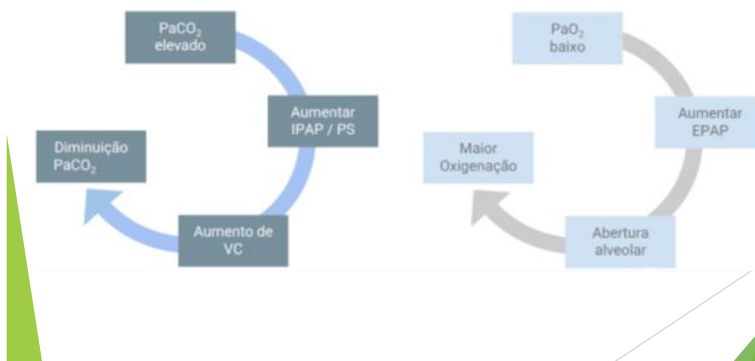 PaCO₂
elevado
Aumentar
IPAP / PS
Aumento de
VC
Diminuição
PaCO₂
PaO₂
baixo
Aumentar
EPAP
Abertura
alveolar
Maior
Oxigenação